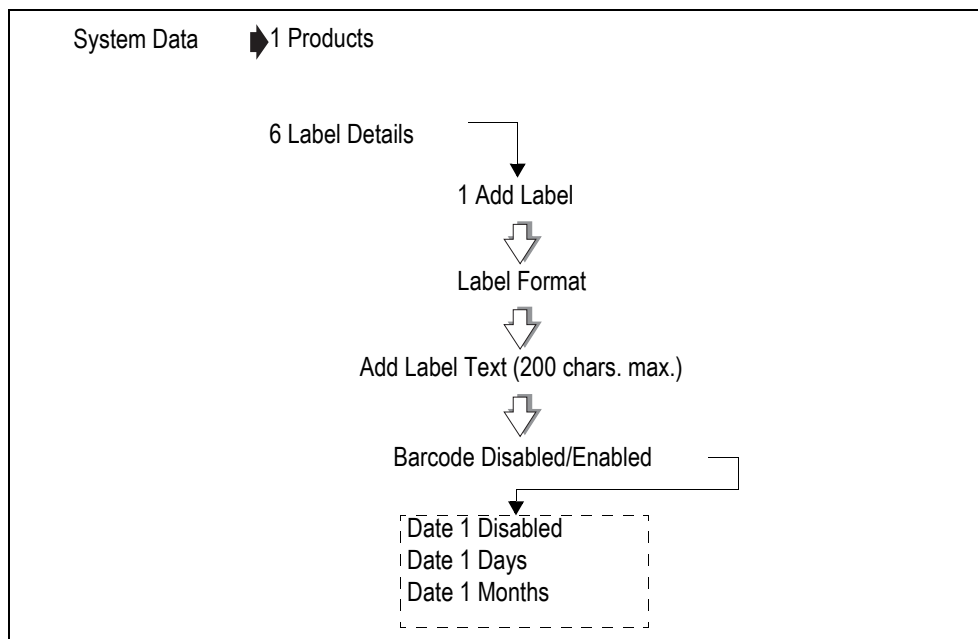 System Data 1 Products
6 Label Details
1 Add Label
Label Format
Add Label Text (200 chars. max.)
Barcode Disabled/Enabled
Date 1 Disabled
Date 1 Days
Date 1 Months